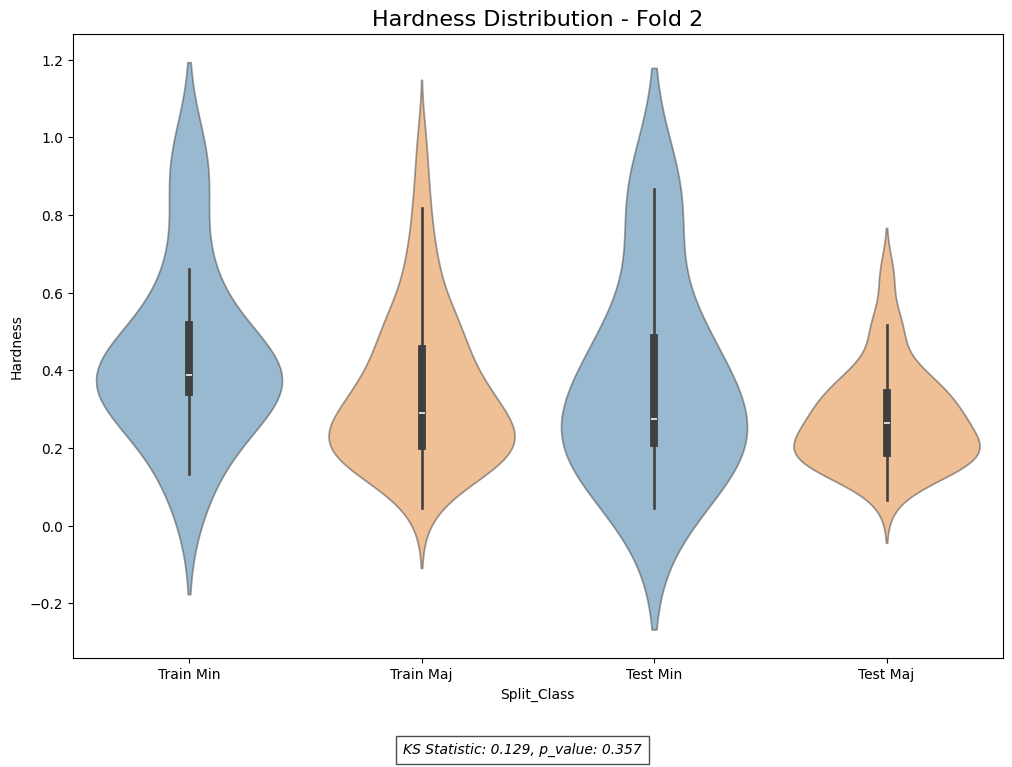 Hardness Distribution - Fold 2
Hardness
1.2
1.0
0.8
0.6
0.4
0.2
0.0
−0.2
Train Min
Train Maj
Test Min
Test Maj
Split_Class
KS Statistic: 0.129, p_value: 0.357